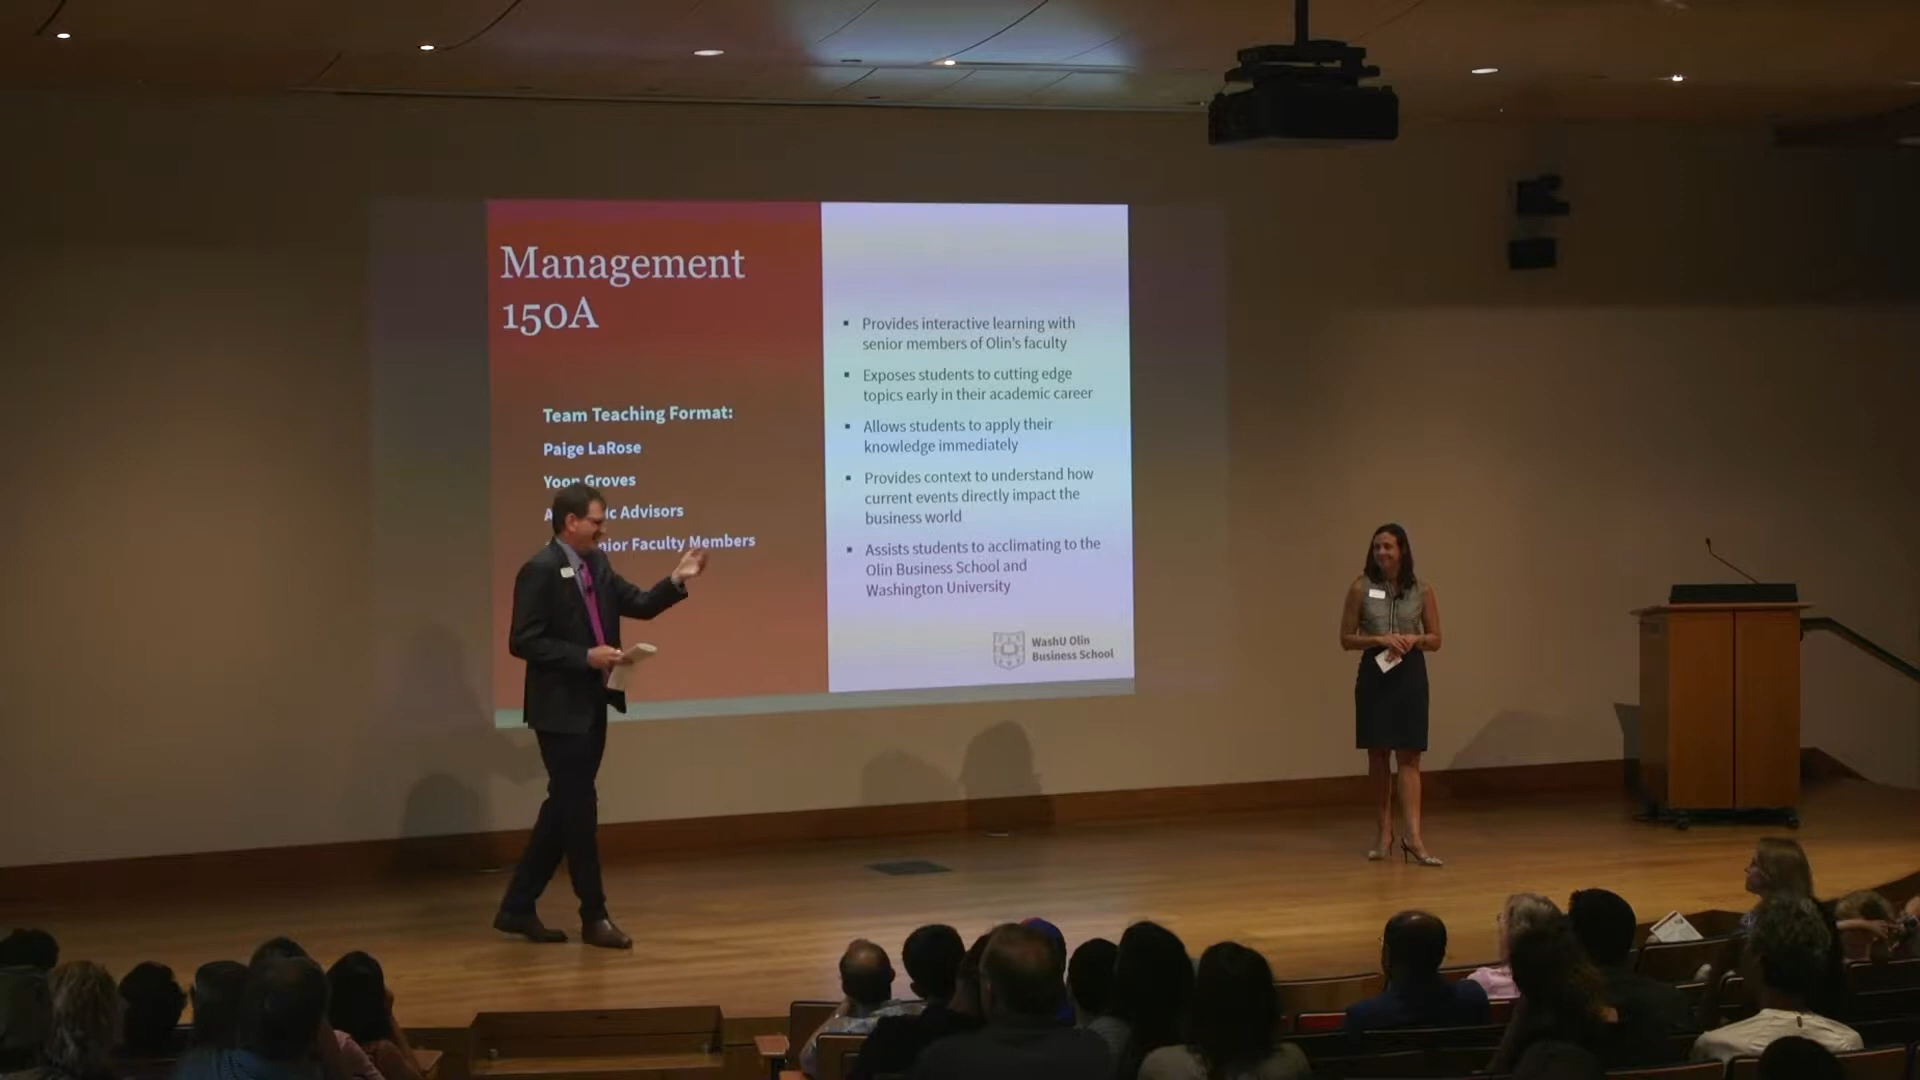 Management
150A
Team Teaching Format:
Paige LaRose
Yoon Groves
Advisors
Faculty Members
▪ Provides interactive learning with
senior members of Olin's faculty
▪ Exposes students to cutting edge
topics early in their academic career
▪ Allows students to apply their
knowledge immediately
▪ Provides context to understand how
current events directly impact the
business world
▪ Assists students to acclimating to the
Olin Business School and
Washington University
WashU Olin
Business School